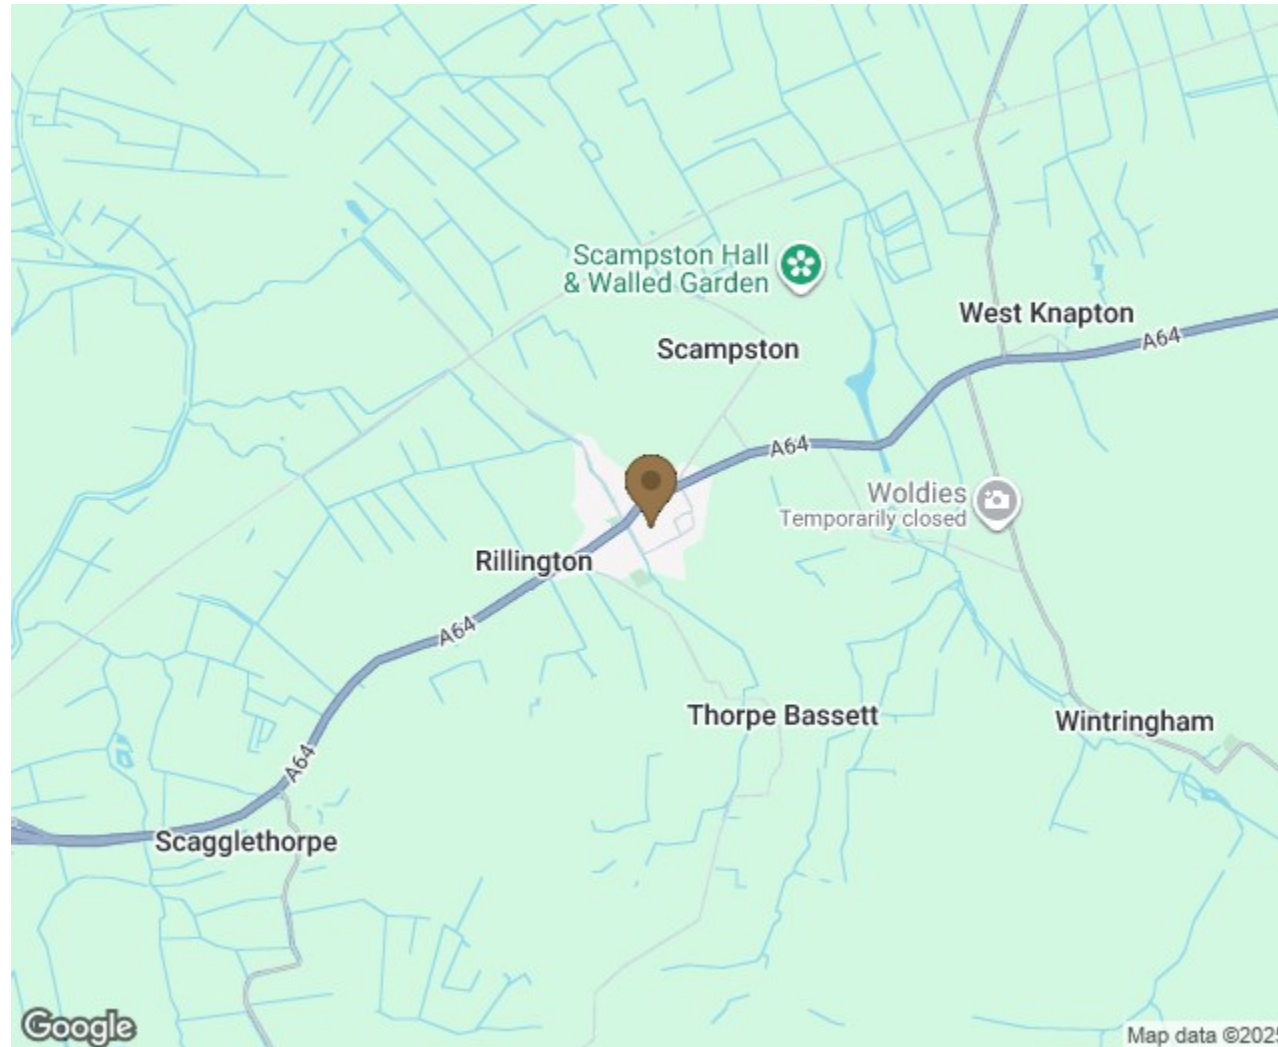 Scampston Hall
& Walled Garden
West Knapton
A64
Scampston
A64
Woldies
Temporarily closed
Rillington
A64
Thorpe Bassett
Wintringham
A64
Scagglethorpe
Google
Map data ©2025